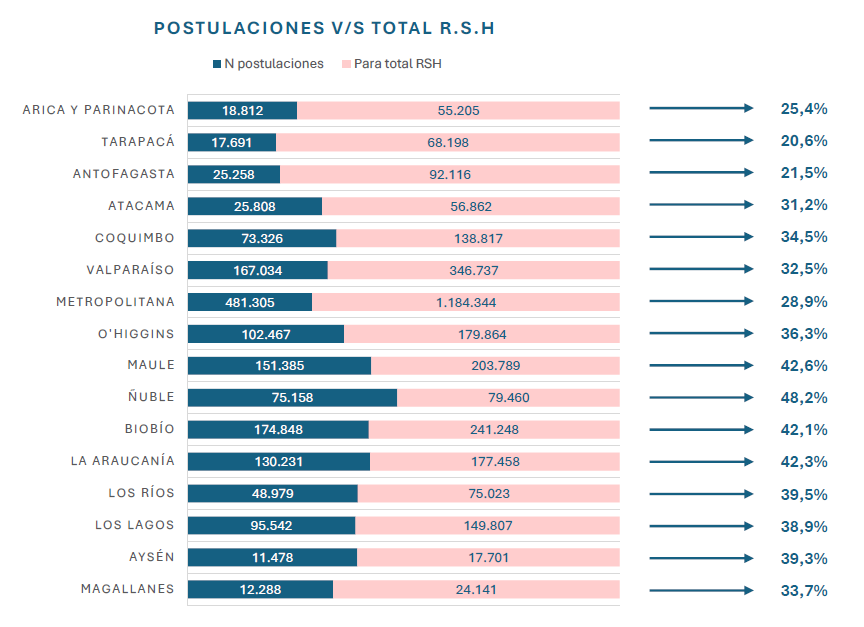 POSTULACIONES V/S TOTAL R.S.H
N postulaciones Para total RSH
ARICA Y PARINACOTA 18.812 55.205 25,4%
TARAPACÁ 17.691 68.198 20,6%
ANTOFAGASTA 25.258 92.116 21,5%
ATACAMA 25.808 56.862 31,2%
COQUIMBO 73.326 138.817 34,5%
VALPARAÍSO 167.034 346.737 32,5%
METROPOLITANA 481.305 1.184.344 28,9%
O'HIGGINS 102.467 179.864 36,3%
MAULE 151.385 203.789 42,6%
ÑUBLE 75.158 79.460 48,2%
BIOBÍO 174.848 241.248 42,1%
LA ARAUCANÍA 130.231 177.458 42,3%
LOS RÍOS 48.979 75.023 39,5%
LOS LAGOS 95.542 149.807 38,9%
AYSÉN 11.478 17.701 39,3%
MAGALLANES 12.288 24.141 33,7%